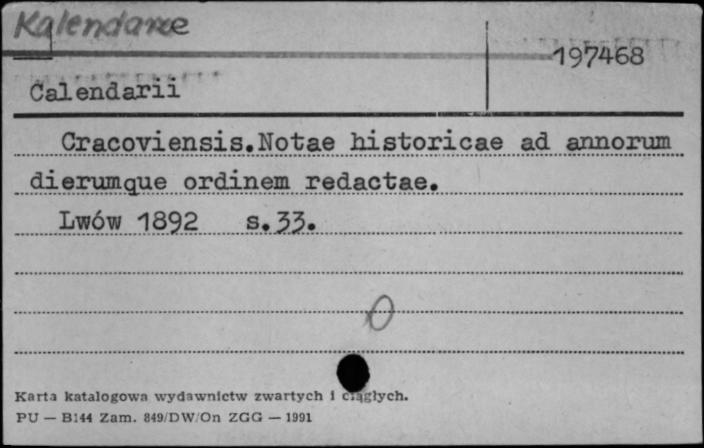 Kalendarze
197468
Calendarii
Cracoviensis.Notae historicae ad annorum
dierumque ordinem redactae.
Lwów 1892 s.33.
0
Karta katalogowa wydawnictw zwartych i ciągłych.
PU — B144 Zam. 849/DW/On ZGG — 1991